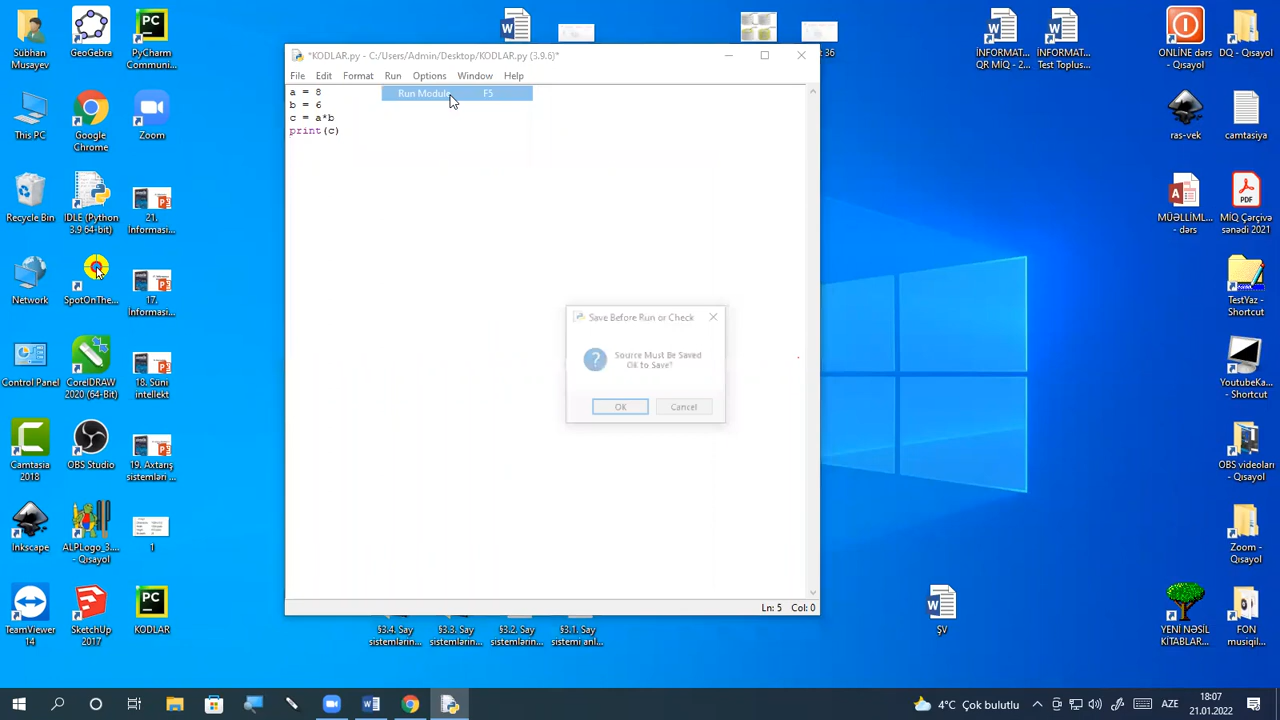 Subhan
Musayev
GeoGebra
PyCharm
Communi...
36
İNFORMAT...
QR MİQ - 2...
İNFORMAT...
Test Toplus...
ONLİNE dərs
DQ - Qısayol
*KODLAR.py - C:/Users/Admin/Desktop/KODLAR.py (3.9.6)*
File Edit Format Run Options Window Help
Run Module F5
a = 8
b = 6
c = a*b
print(c)
This PC
Google
Chrome
Zoom
ras-vek
camtasiya
Recycle Bin
IDLE (Python
3.9 64-bit)
21.
İnformasi...
MÜƏLLİML...
- dərs
MİQ Çərçivə
sənədi 2021
Network
SpotOnThe...
17.
İnformasi...
TestYaz -
Shortcut
Save Before Run or Check
Source Must Be Saved
OK to Save?
OK Cancel
Control Panel
CorelDRAW
2020 (64-Bit)
18. Süni
intellekt
YoutubeKa...
- Shortcut
Camtasia
2018
OBS Studio
19. Axtarış
sistemləri ...
OBS videoları
- Qısayol
Inkscape
ALPLogo_3....
- Qısayol
1
Zoom -
Qısayol
Ln: 5 Col: 0
TeamViewer
14
SketchUp
2017
KODLAR
§3.4. Say
sistemlərin...
§3.3. Say
sistemlərin...
§3.2. Say
sistemlərin...
§3.1. Say
sistemi anl...
ŞV
YENİ NƏSİL
KİTABLAR...
FON
musiqil...
4°C Çox bulutlu
AZE
18:07
21.01.2022